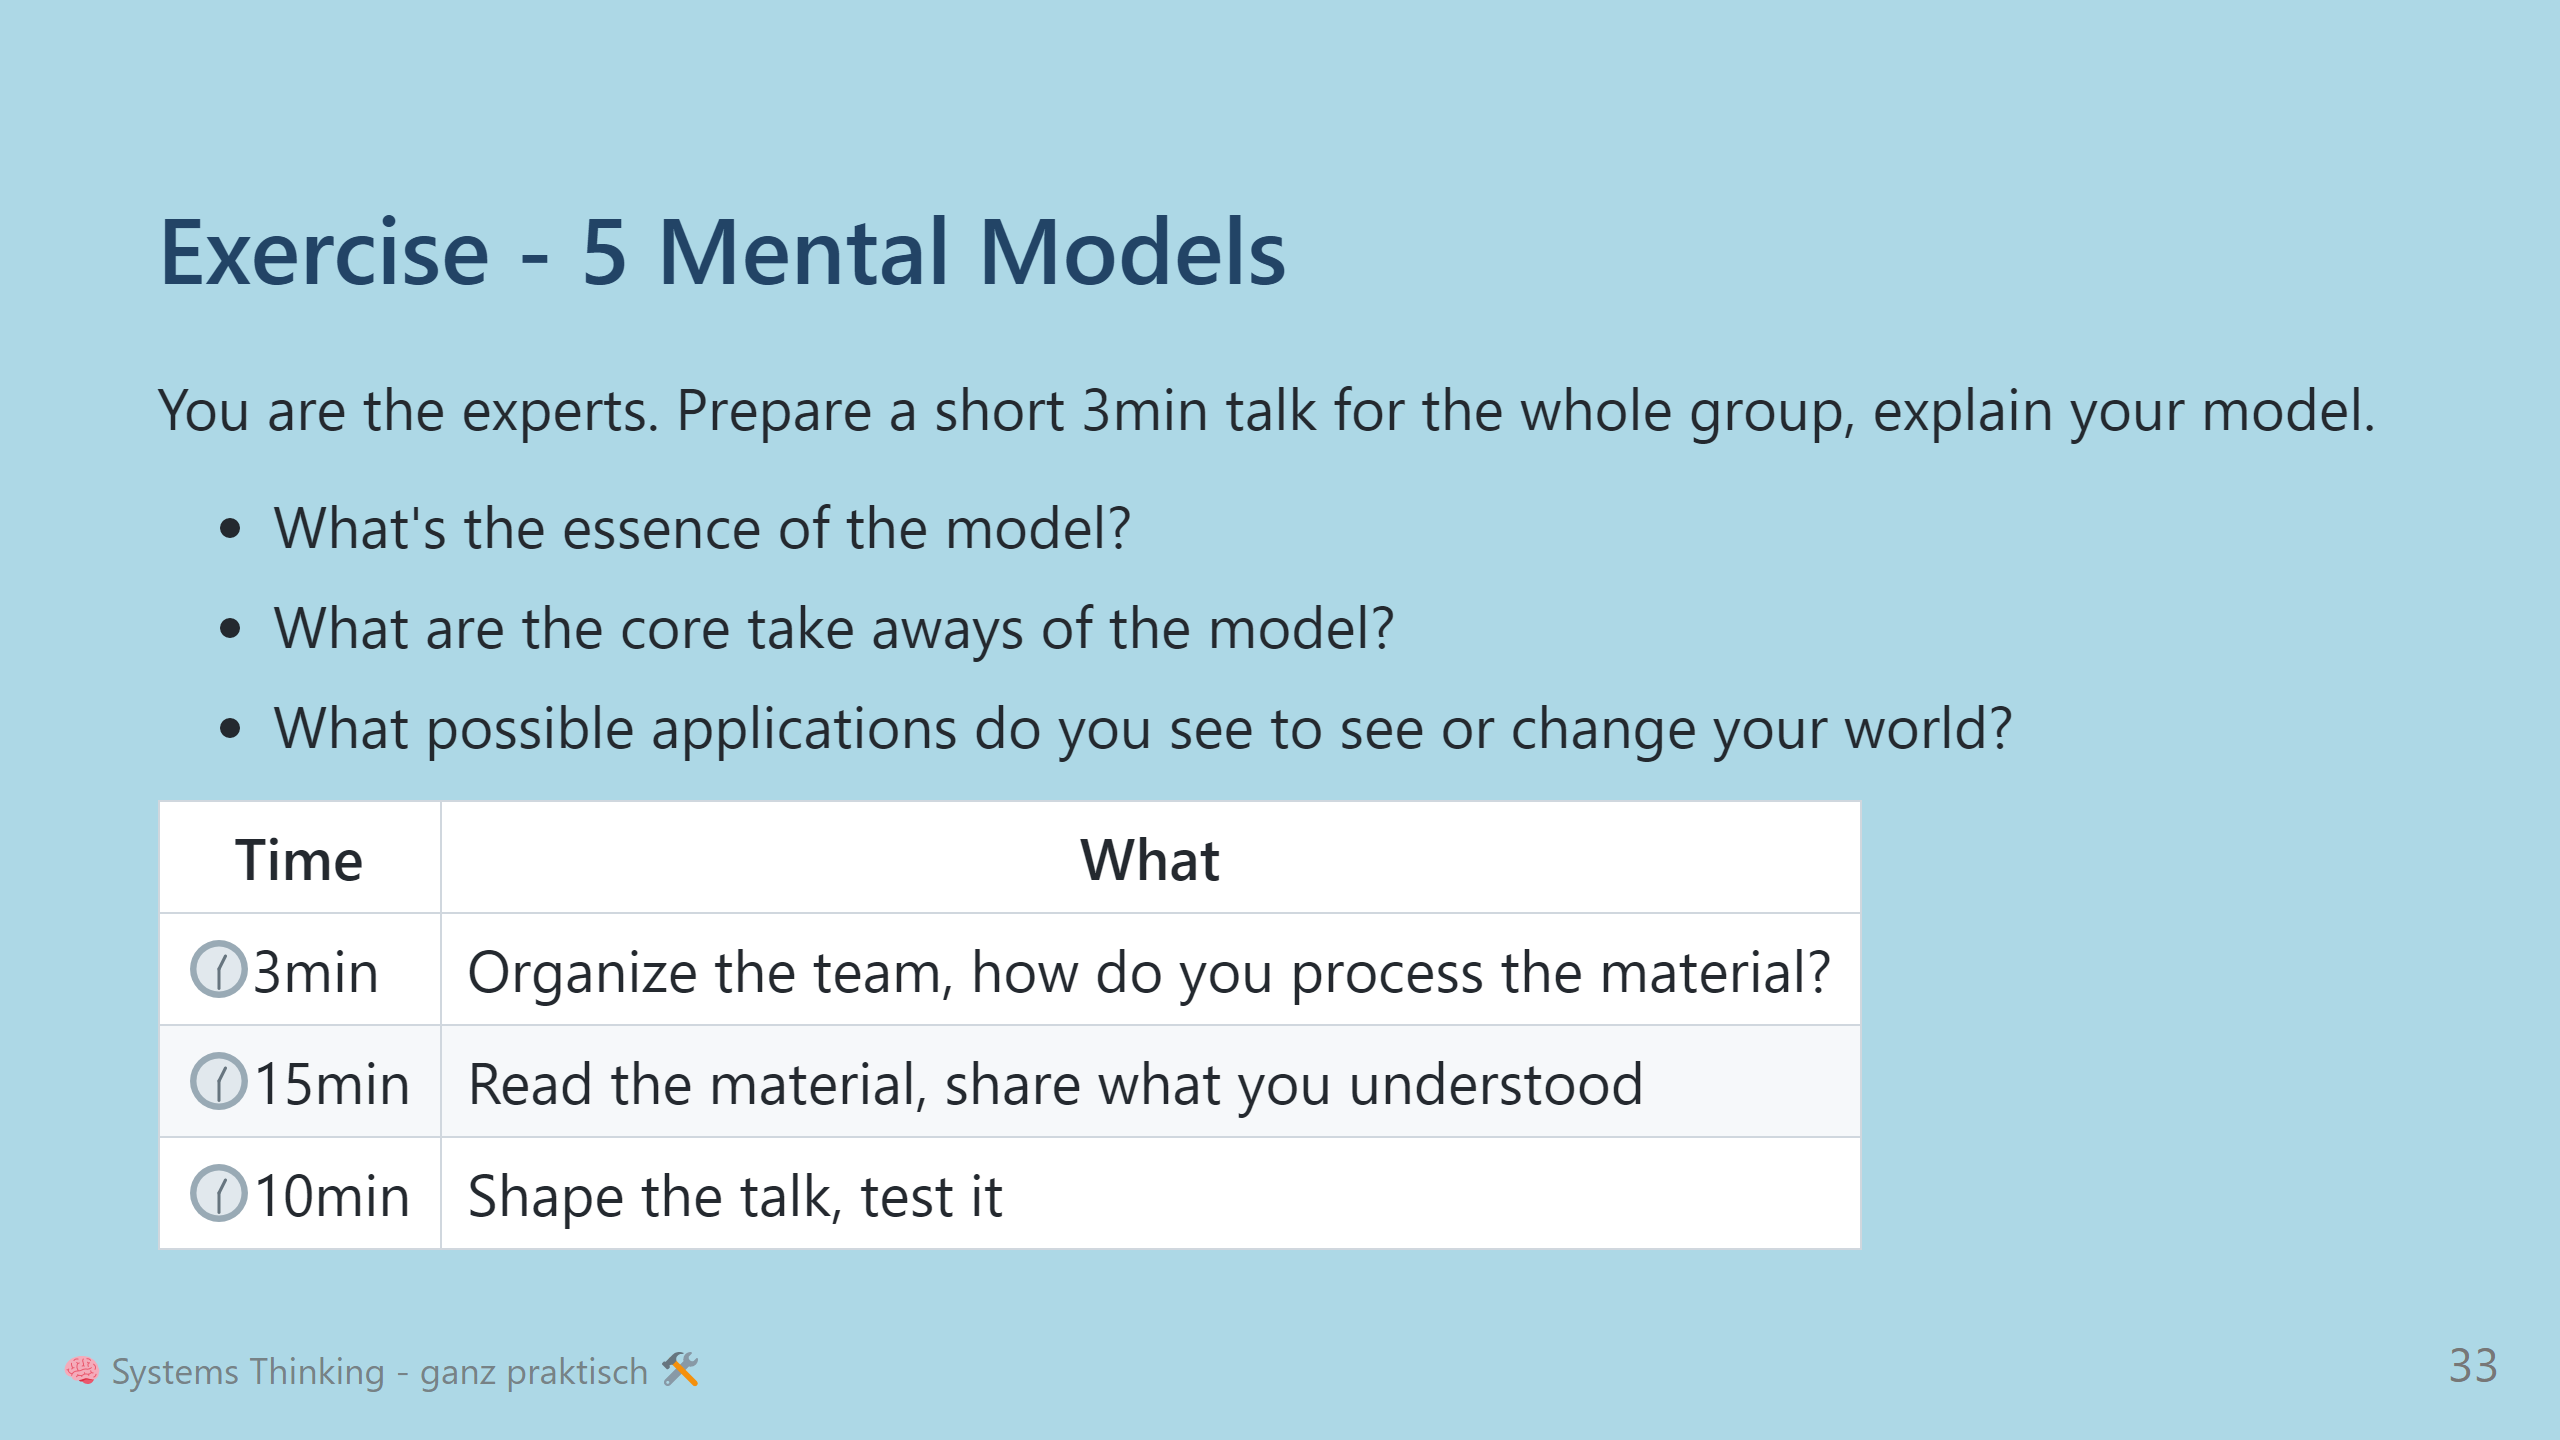 Exercise - 5 Mental Models
You are the experts. Prepare a short 3min talk for the whole group, explain your model.
• What's the essence of the model?
• What are the core take aways of the model?
• What possible applications do you see to see or change your world?
Time What
🕜3min Organize the team, how do you process the material?
🕜15min Read the material, share what you understood
🕜10min Shape the talk, test it
🧠 Systems Thinking - ganz praktisch 🛠️ 33